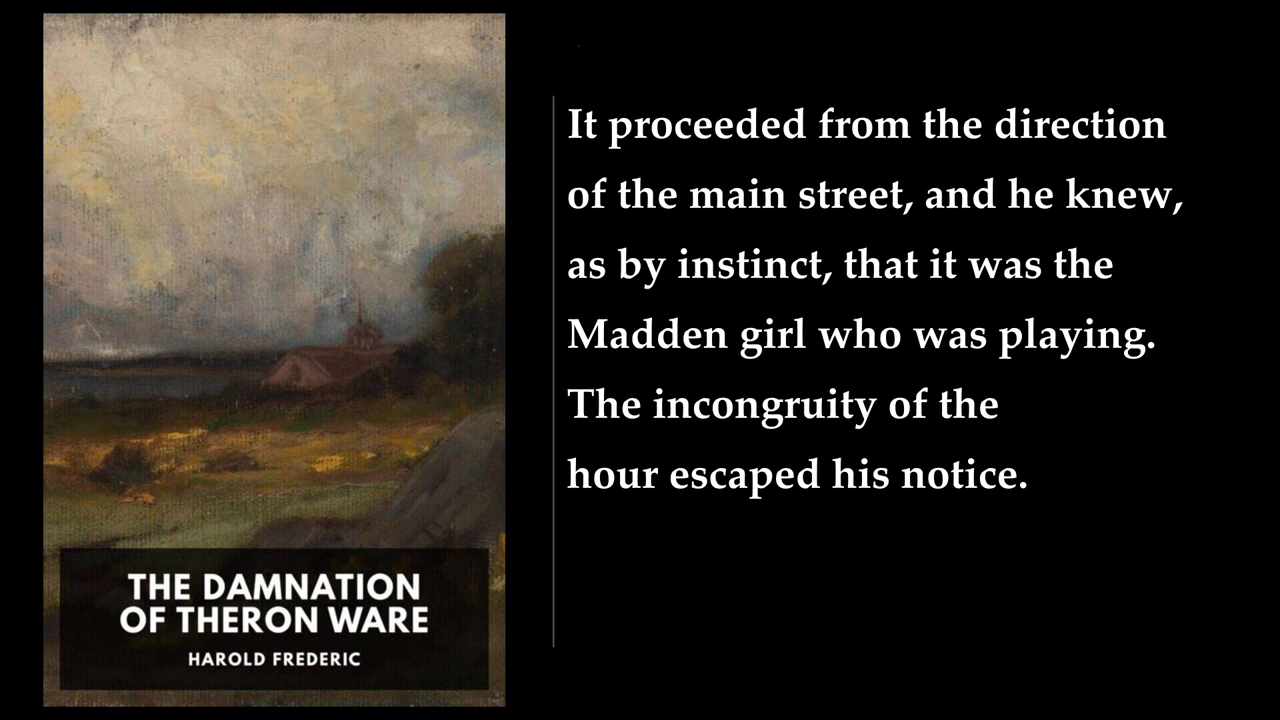 It proceeded from the direction
of the main street, and he knew,
as by instinct, that it was the
Madden girl who was playing.
The incongruity of the
hour escaped his notice.
THE DAMNATION
OF THERON WARE
HAROLD FREDERIC